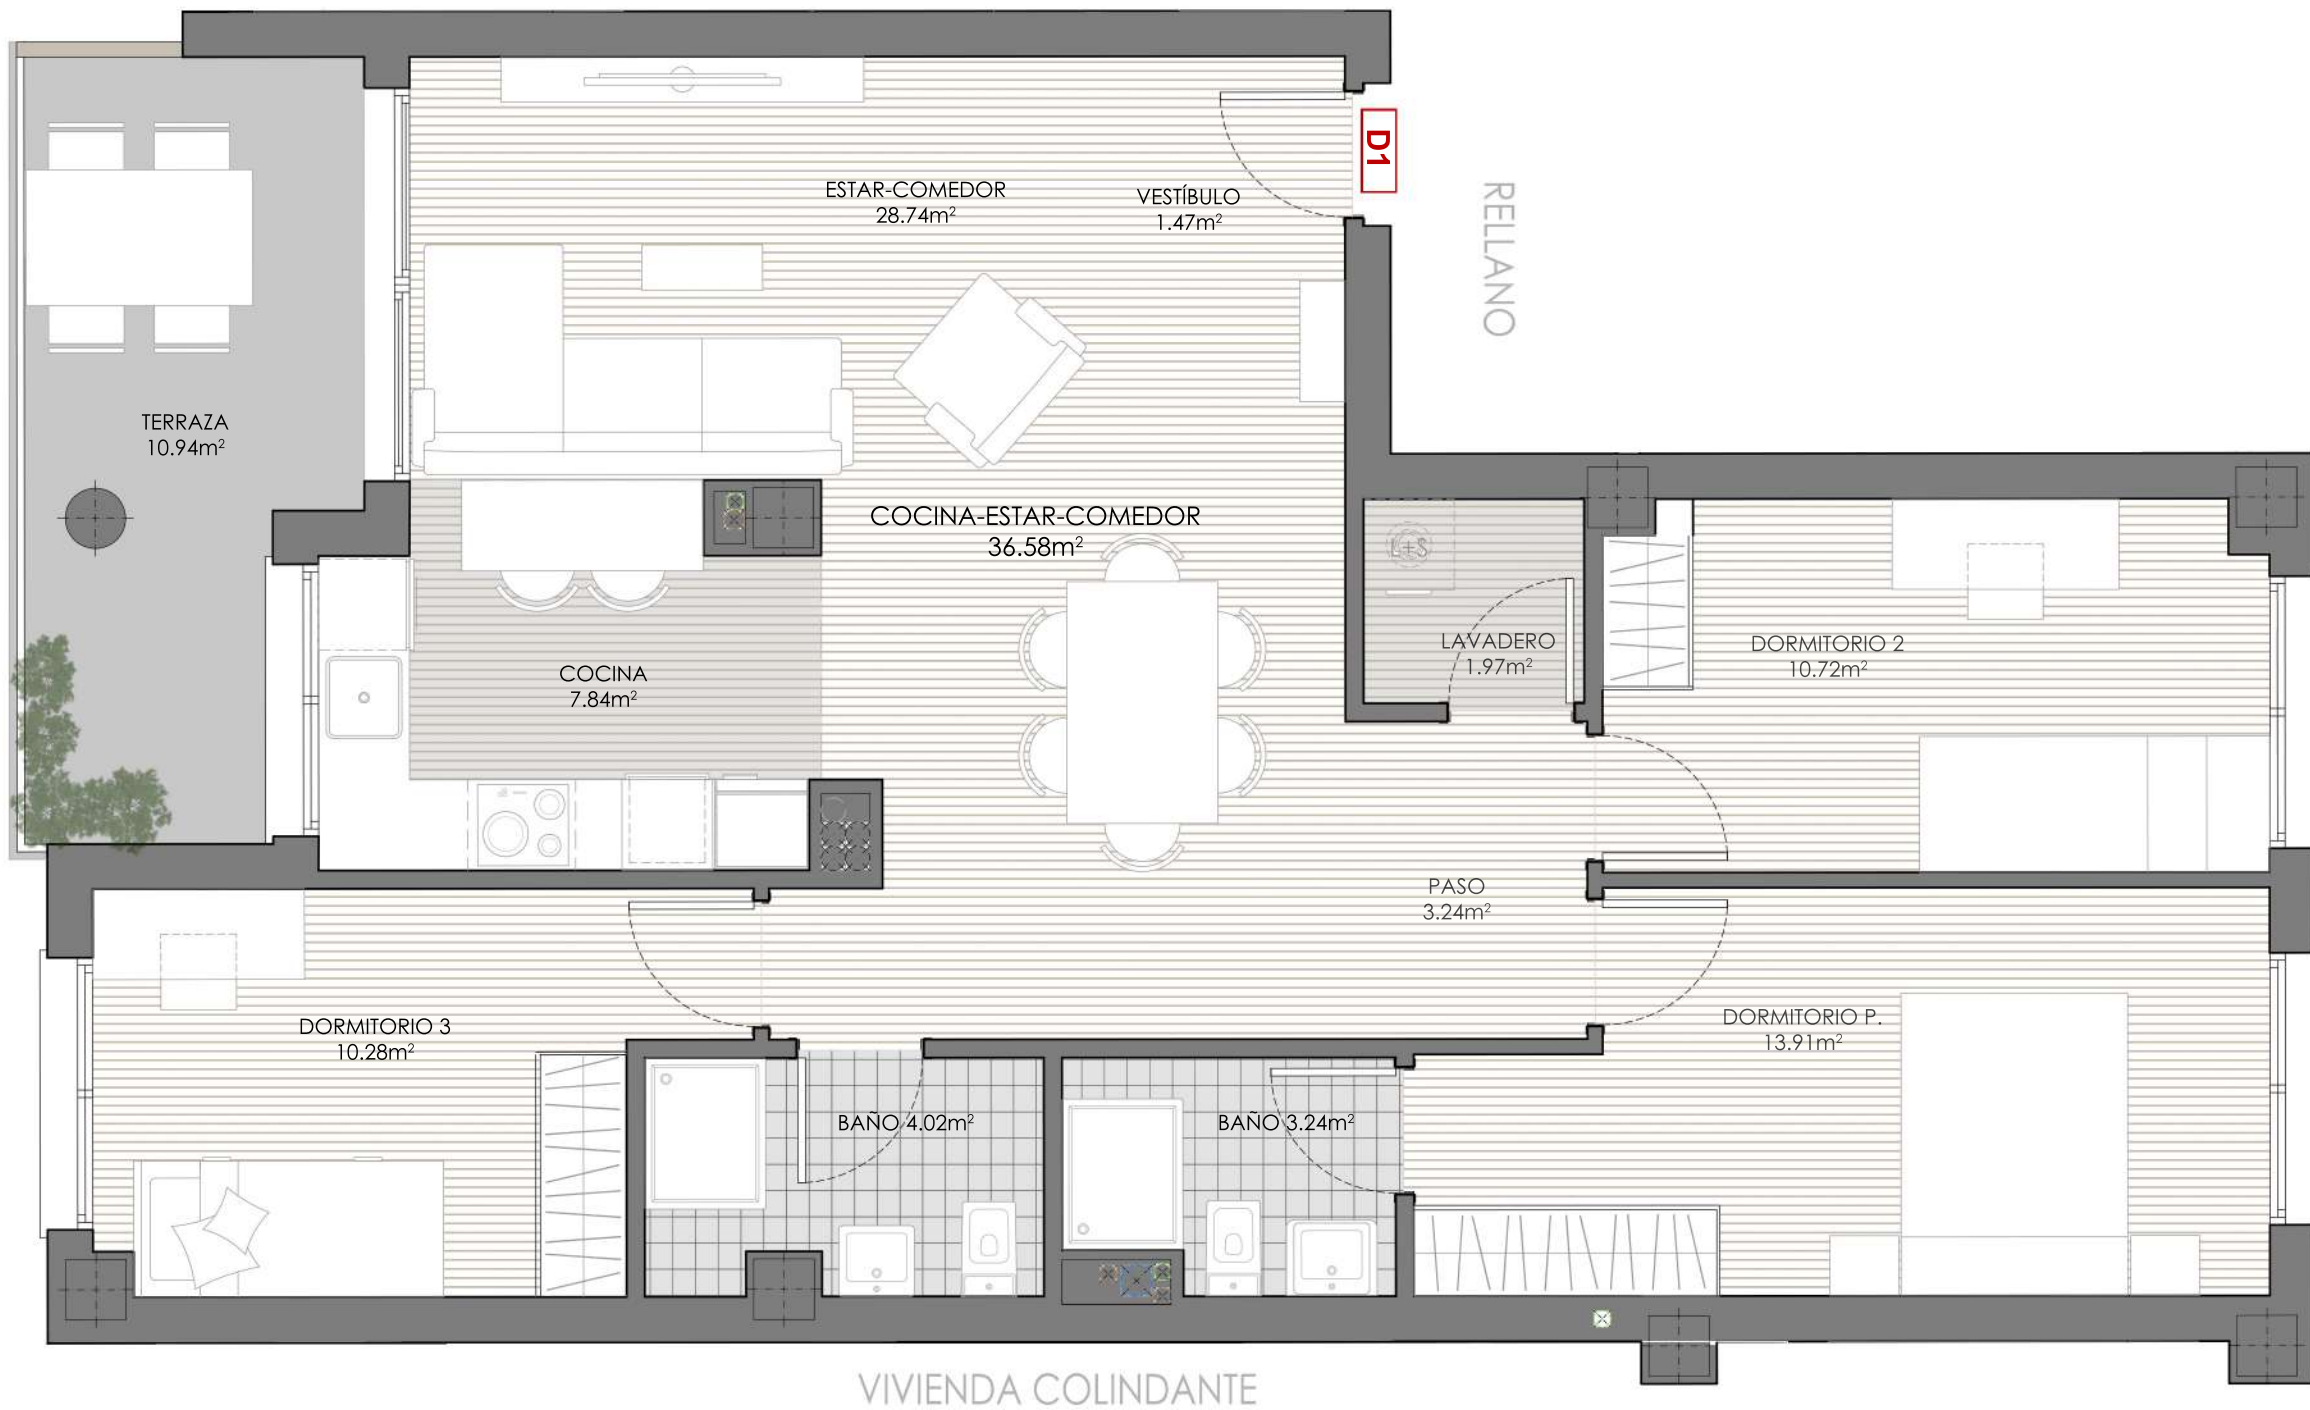 D1
ESTAR-COMEDOR
28.74m²
VESTÍBULO
1.47m²
RELLANO
TERRAZA
10.94m²
COCINA-ESTAR-COMEDOR
36.58m²
L+S
LAVADERO
1.97m²
DORMITORIO 2
10.72m²
COCINA
7.84m²
PASO
3.24m²
DORMITORIO 3
10.28m²
DORMITORIO P.
13.91m²
BAÑO 4.02m²
BAÑO 3.24m²
VIVIENDA COLINDANTE